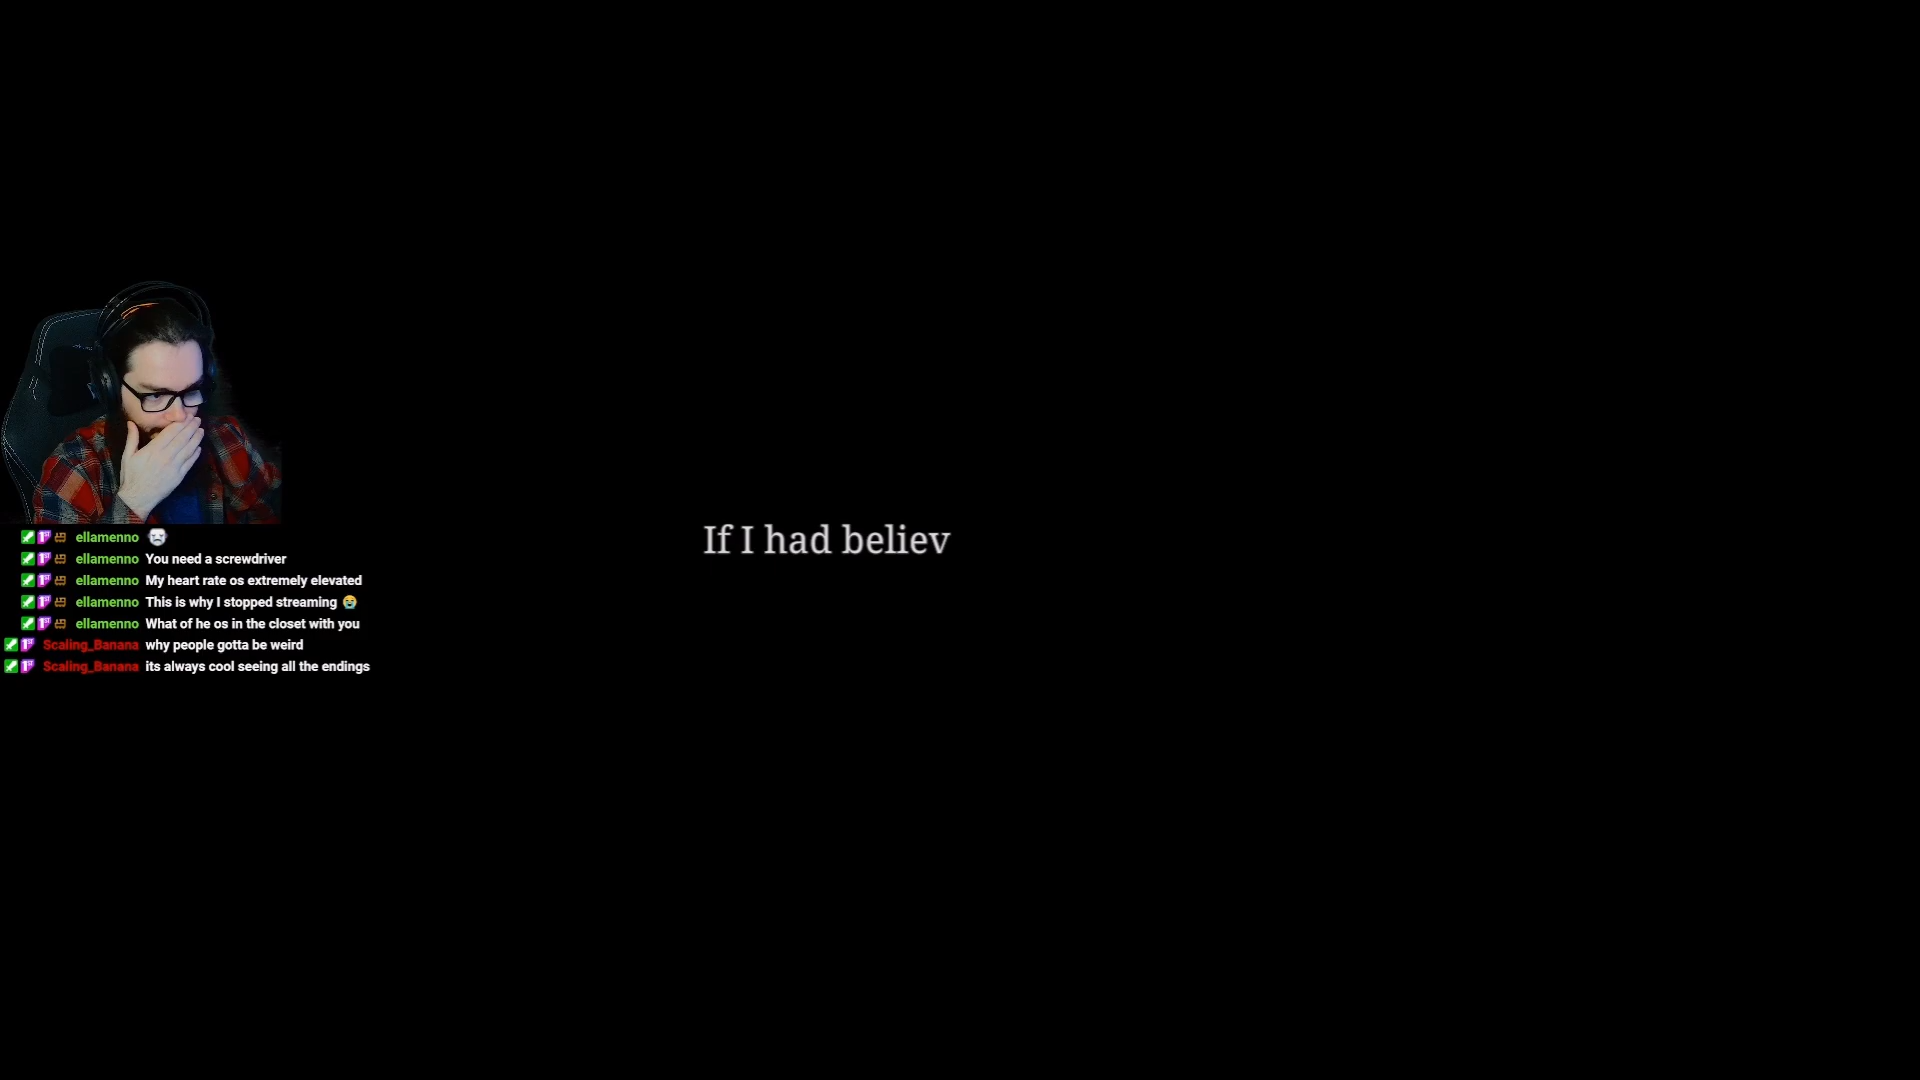 If I had believ
ellamenno
ellamenno You need a screwdriver
ellamenno My heart rate os extremely elevated
ellamenno This is why I stopped streaming 😭
ellamenno What of he os in the closet with you
Scaling_Banana why people gotta be weird
Scaling_Banana its always cool seeing all the endings